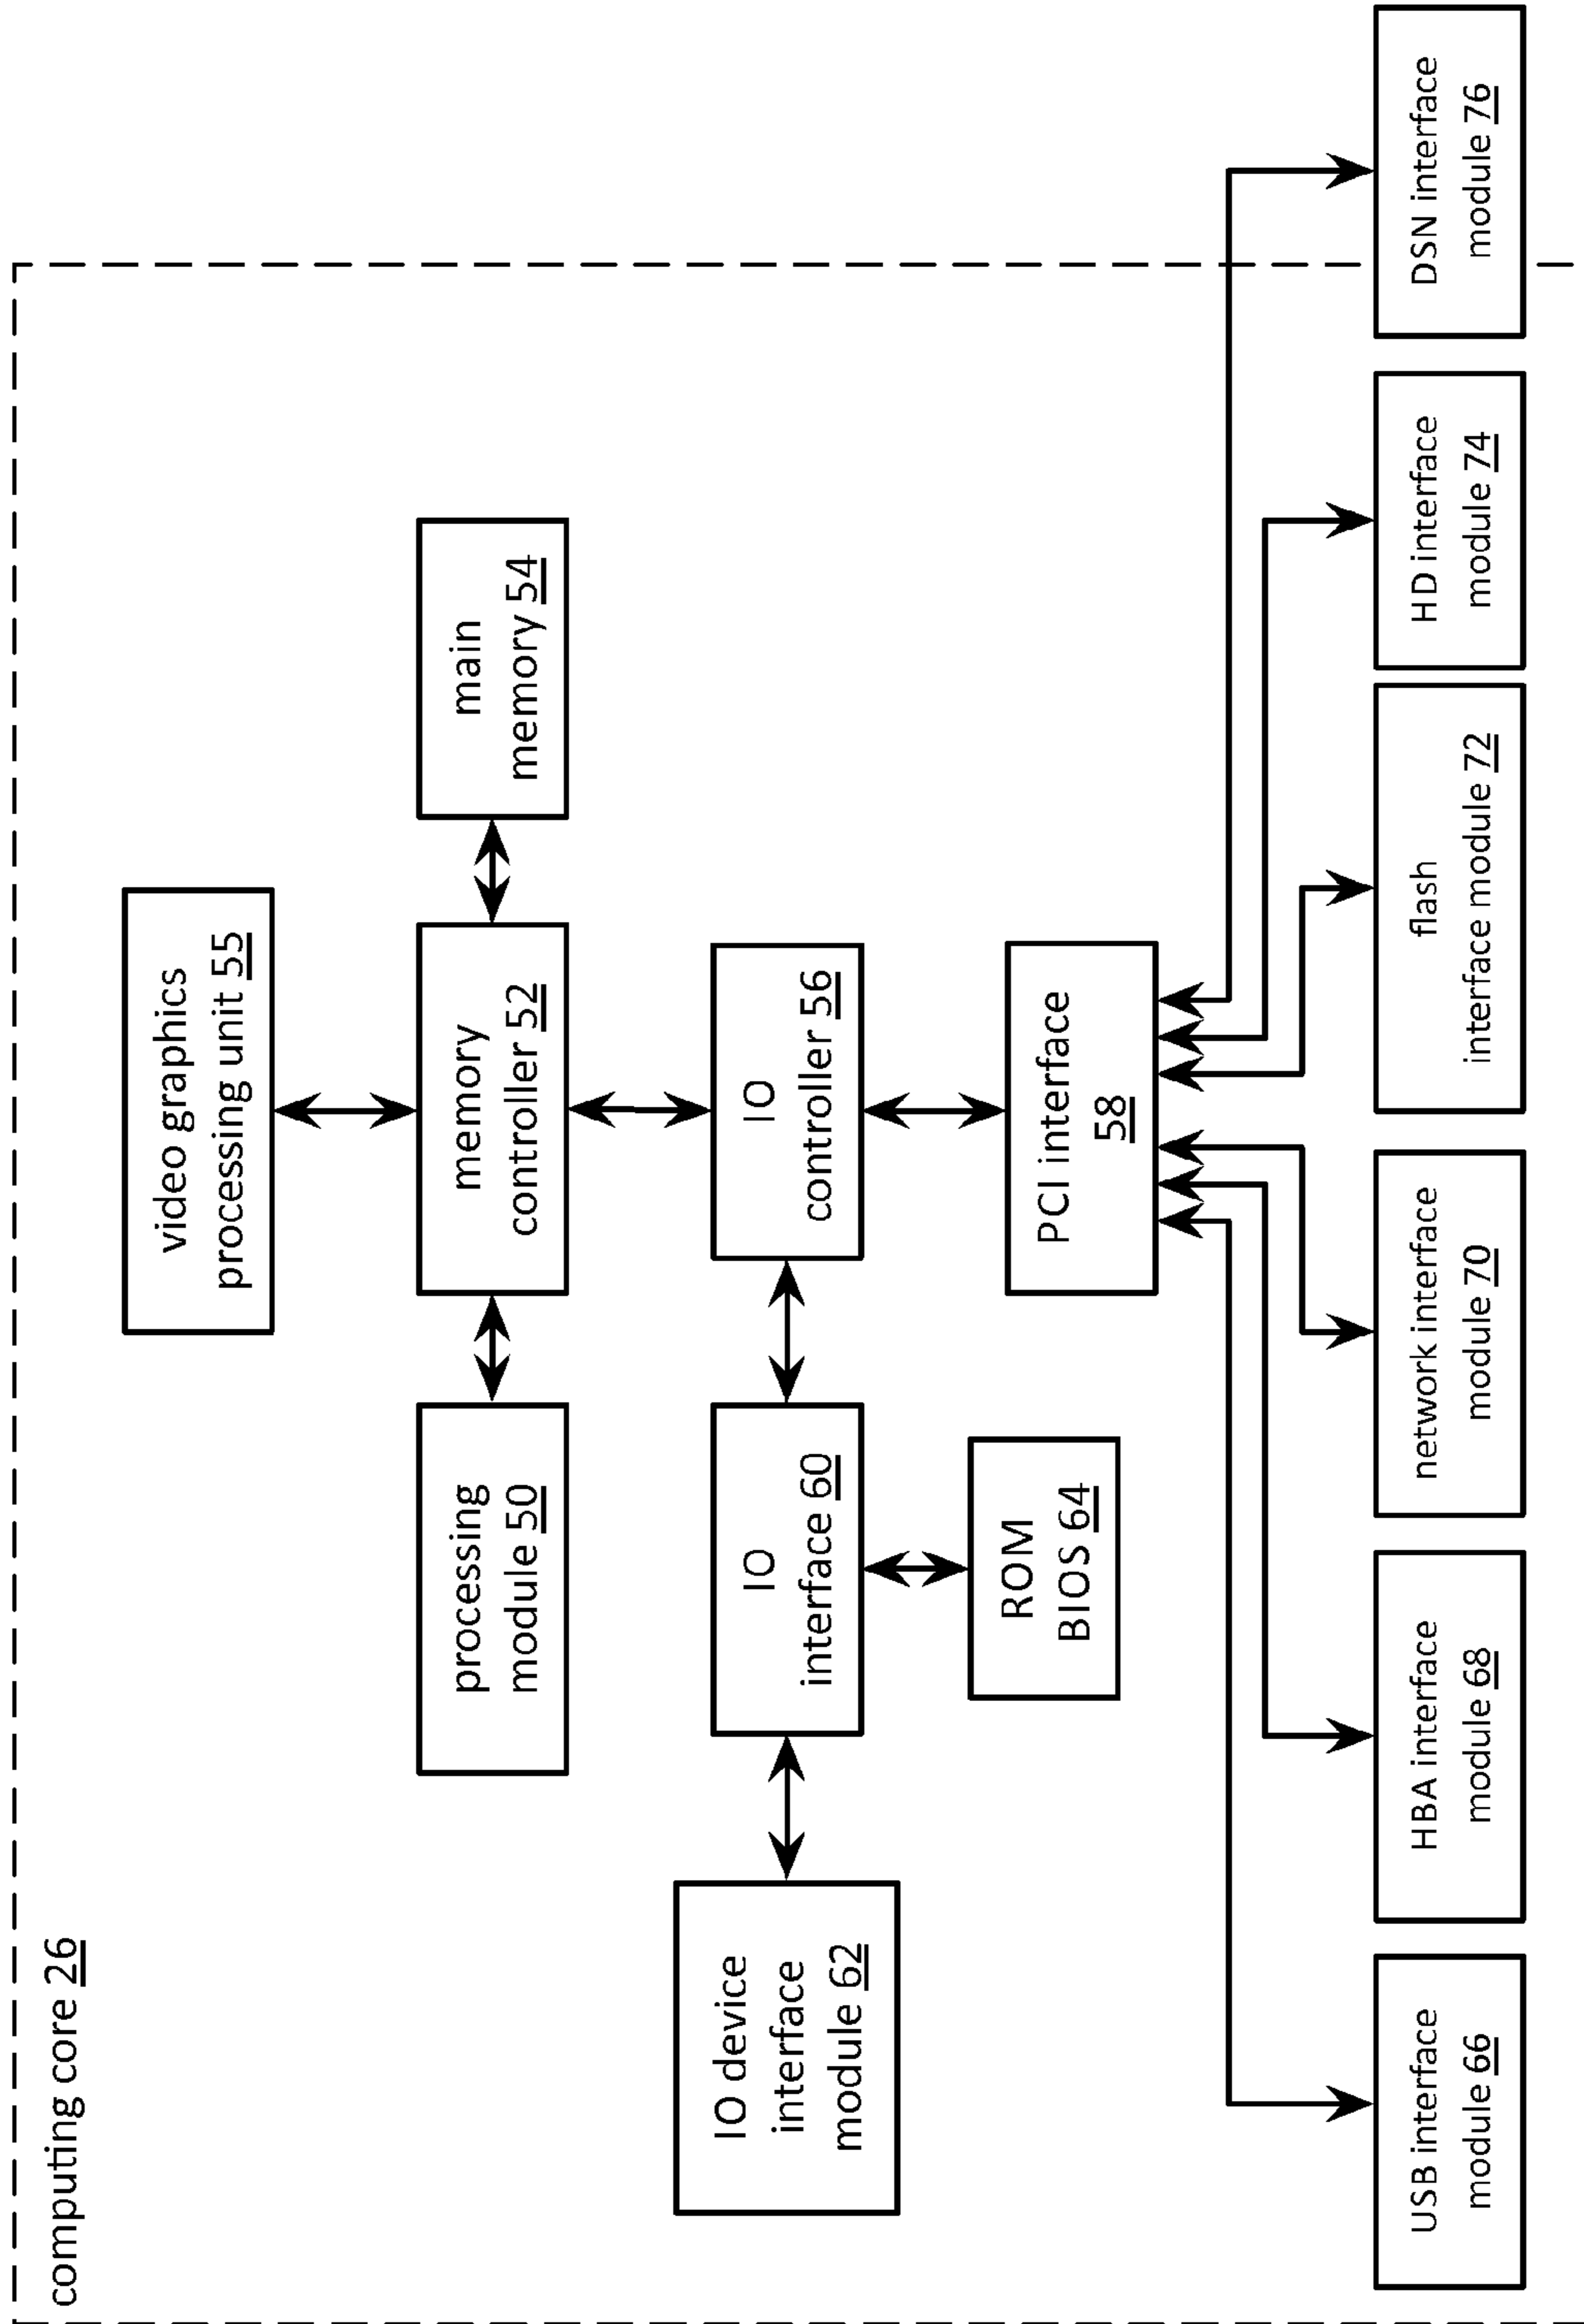 computing core 26
video graphics
processing unit 55
processing
module 50
memory
controller 52
main
memory 54
IO device
interface
module 62
IO
interface 60
IO
controller 56
ROM
BIOS 64
PCI interface
58
USB interface
module 66
HBA interface
module 68
network interface
module 70
flash
interface module 72
HD interface
module 74
DSN interface
module 76